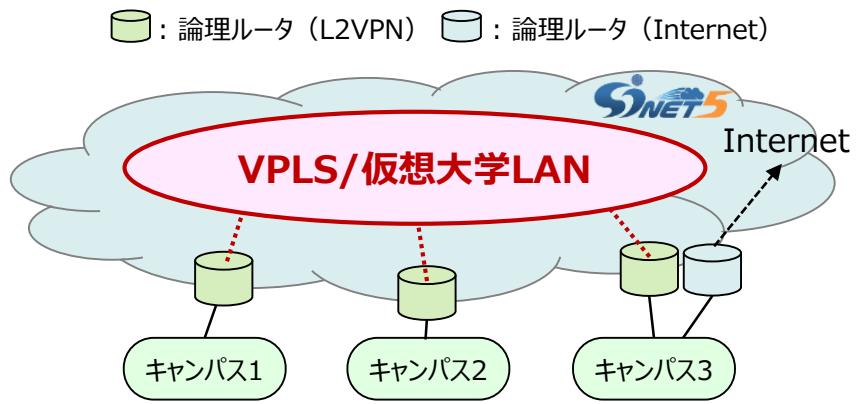 ：論理ルータ（L2VPN） ：論理ルータ（Internet）
SINET5
Internet
VPLS/仮想大学LAN
キャンパス1 キャンパス2 キャンパス3